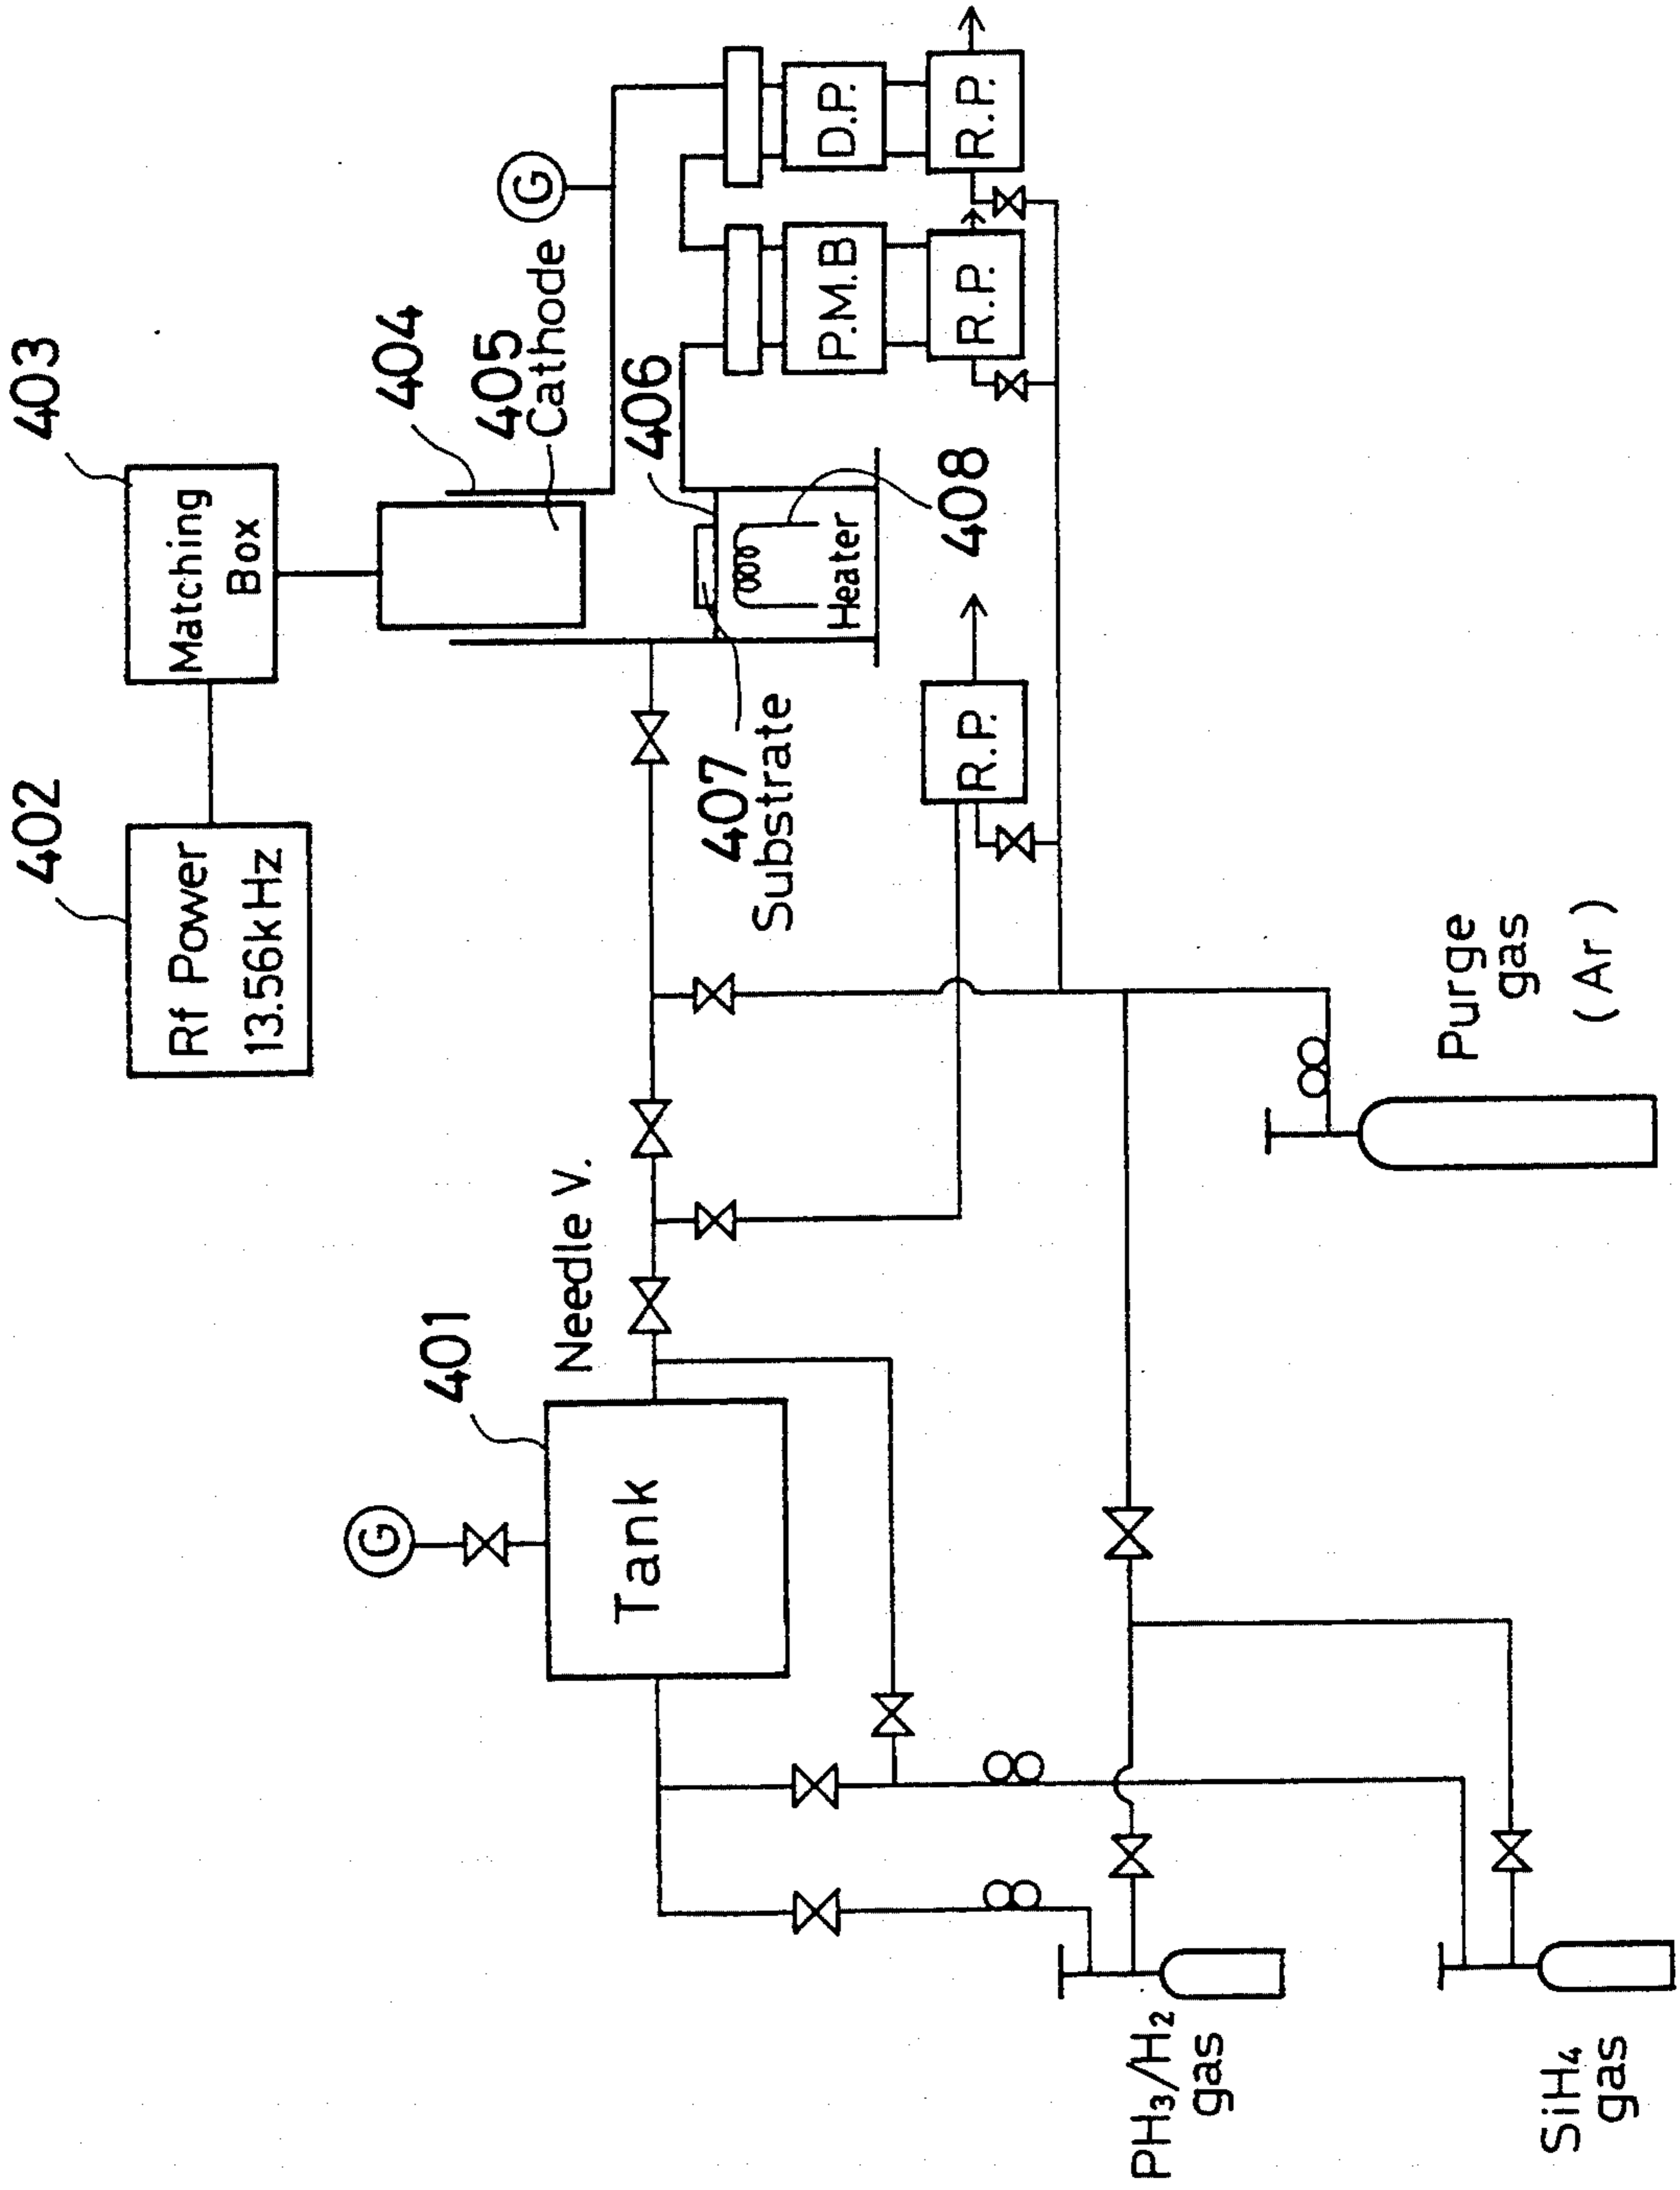 402
403
Rf Power
13.56kHz
Matching
Box
404
405
Cathode
G
G
401
Tank
Needle V.
406
407
Substrate
Heater
408
P.M.B
D.P.
R.P.
R.P.
R.P.
PH₃/H₂
gas
SiH₄
gas
Purge
gas
(Ar)